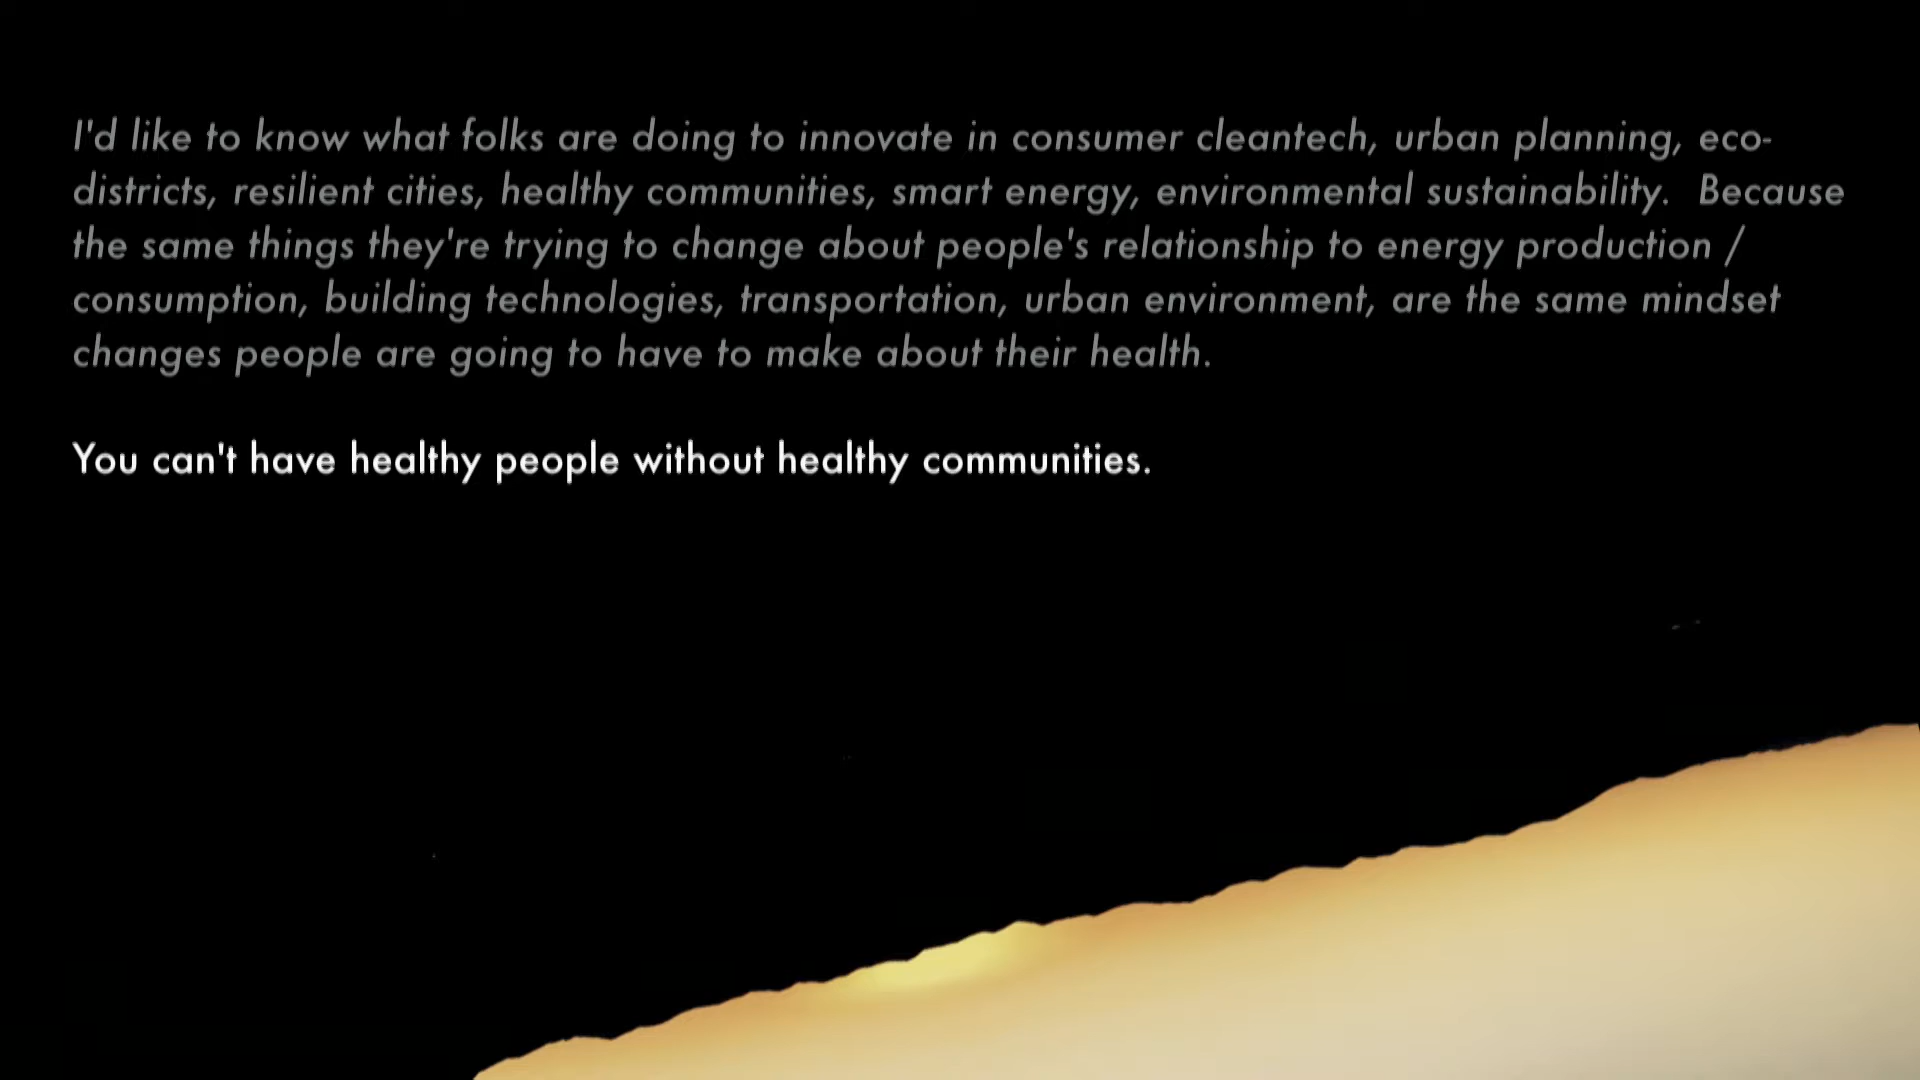 I'd like to know what folks are doing to innovate in consumer cleantech, urban planning, eco-
districts, resilient cities, healthy communities, smart energy, environmental sustainability.  Because
the same things they're trying to change about people's relationship to energy production /
consumption, building technologies, transportation, urban environment, are the same mindset
changes people are going to have to make about their health.
You can't have healthy people without healthy communities.